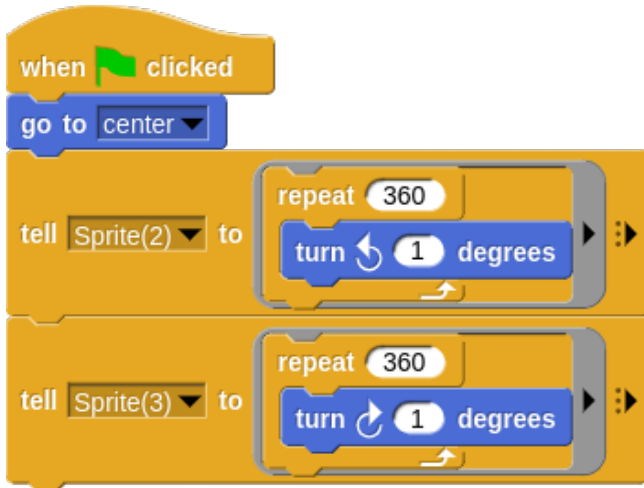 when clicked
go to center
tell Sprite(2) to
repeat 360
turn 1 degrees
tell Sprite(3) to
repeat 360
turn 1 degrees